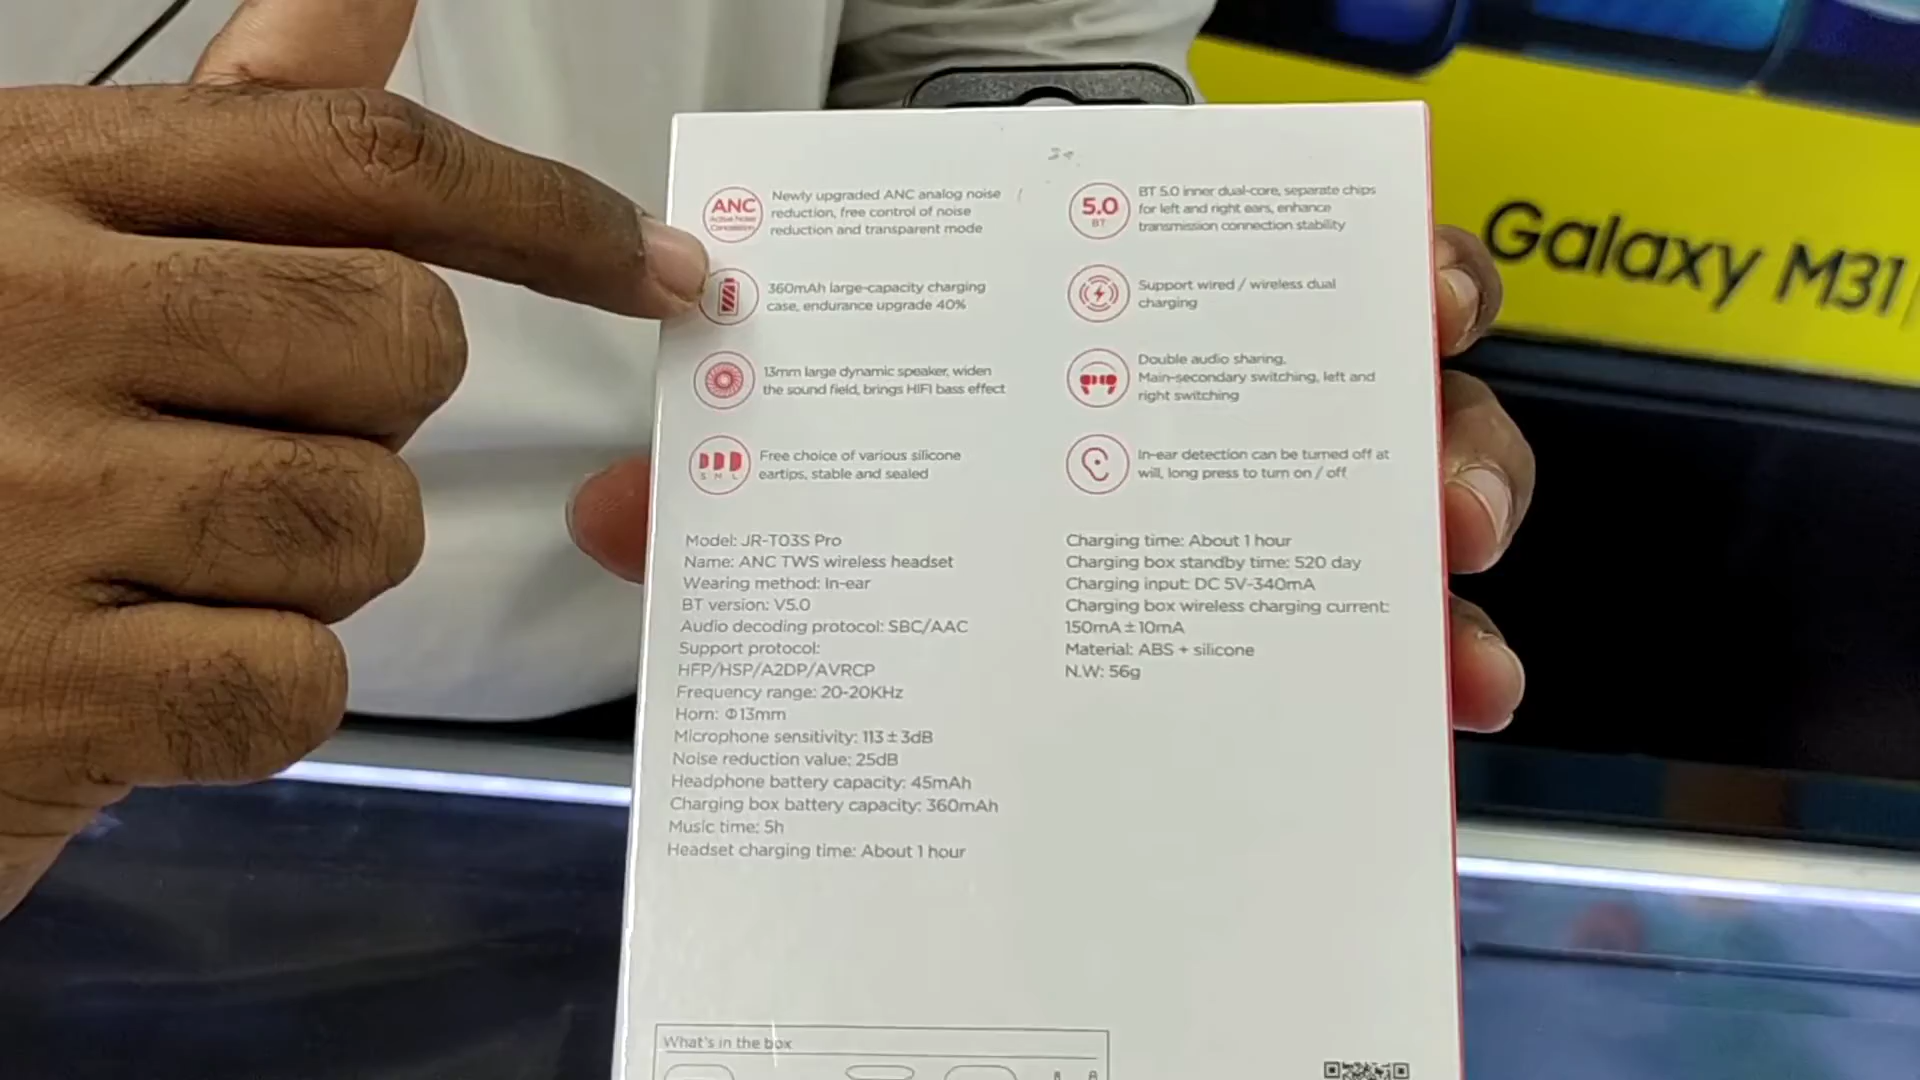 ANC
Active Noise
Cancelation
Newly upgraded ANC analog noise
reduction, free control of noise
reduction and transparent mode
360mAh large-capacity charging
case, endurance upgrade 40%
13mm large dynamic speaker, widen
the sound field, brings HIFI bass effect
S M L
Free choice of various silicone
eartips, stable and sealed
5.0
BT
BT 5.0 inner dual-core, separate chips
for left and right ears, enhance
transmission connection stability
Support wired / wireless dual
charging
Double audio sharing,
Main-secondary switching, left and
right switching
In-ear detection can be turned off at
will, long press to turn on / off
Model: JR-T03S Pro
Name: ANC TWS wireless headset
Wearing method: In-ear
BT version: V5.0
Audio decoding protocol: SBC/AAC
Support protocol:
HFP/HSP/A2DP/AVRCP
Frequency range: 20-20KHz
Horn: Φ13mm
Microphone sensitivity: 113±3dB
Noise reduction value: 25dB
Headphone battery capacity: 45mAh
Charging box battery capacity: 360mAh
Music time: 5h
Headset charging time: About 1 hour
Charging time: About 1 hour
Charging box standby time: 520 day
Charging input: DC 5V-340mA
Charging box wireless charging current:
150mA±10mA
Material: ABS + silicone
N.W: 56g
What's in the box
Galaxy M31